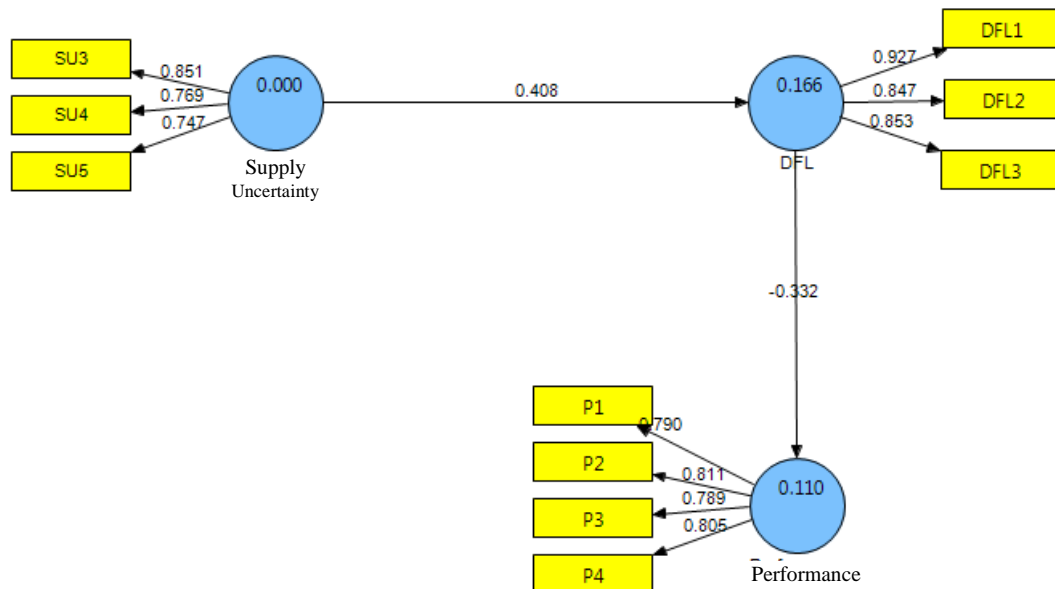 DFL1
SU3
0.851
0.927
0.000
0.166
0.769
0.408
0.847
DFL2
SU4
0.747
0.853
SU5
Supply
Uncertainty
DFL
DFL3
-0.332
P1
0.790
P2
0.811
0.789
0.110
P3
0.805
P4
Performance